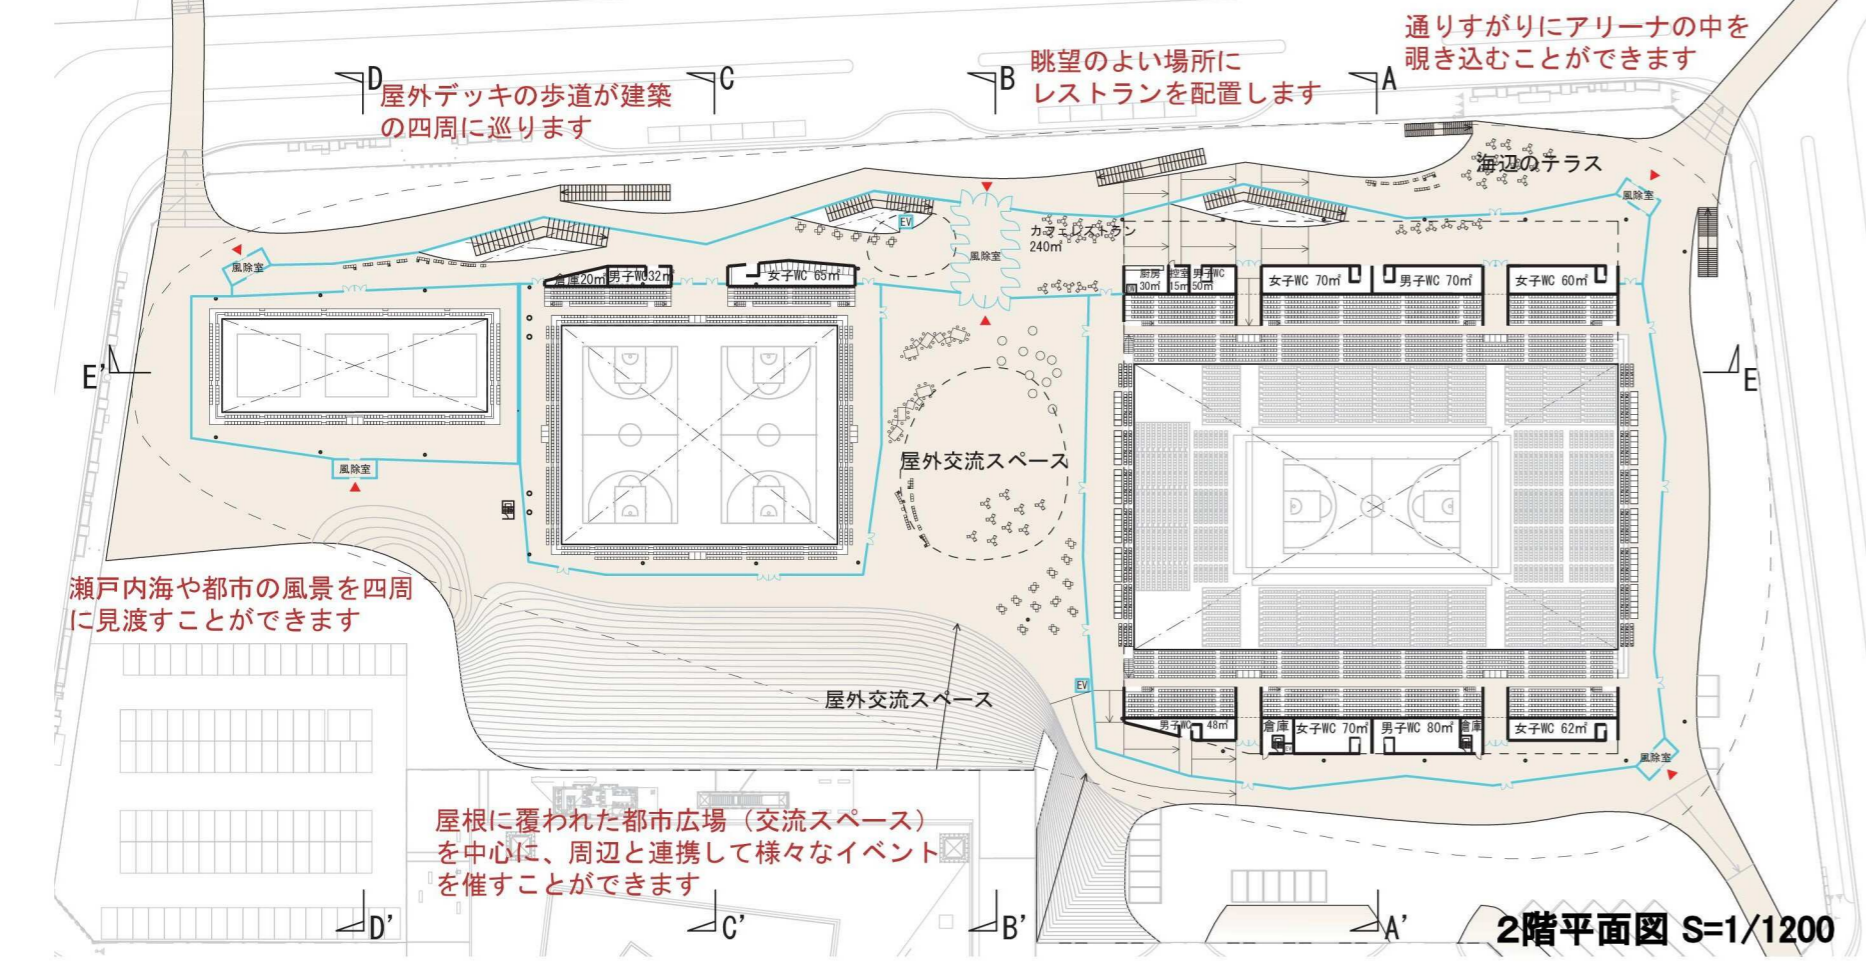 通りすがりにアリーナの中を
覗き込むことができます
眺望のよい場所に
レストランを配置します
D
屋外デッキの歩道が建築
の四周に巡ります
C
B
A
海辺のテラス
風除室
EV
カフェレストラン
240㎡
風除室
風除室
倉庫20㎡
男子WC32㎡
女子WC 65㎡
厨房
30㎡
控室
15㎡
男子WC
50㎡
女子WC 70㎡
男子WC 70㎡
女子WC 60㎡
E'
E
屋外交流スペース
風除室
瀬戸内海や都市の風景を四周
に見渡すことができます
EV
屋外交流スペース
男子WC 48㎡
倉庫
女子WC 70㎡
男子WC 80㎡
倉庫
女子WC 62㎡
風除室
屋根に覆われた都市広場（交流スペース）
を中心に、周辺と連携して様々なイベント
を催すことができます
D'
C'
B'
A'
2階平面図 S=1/1200